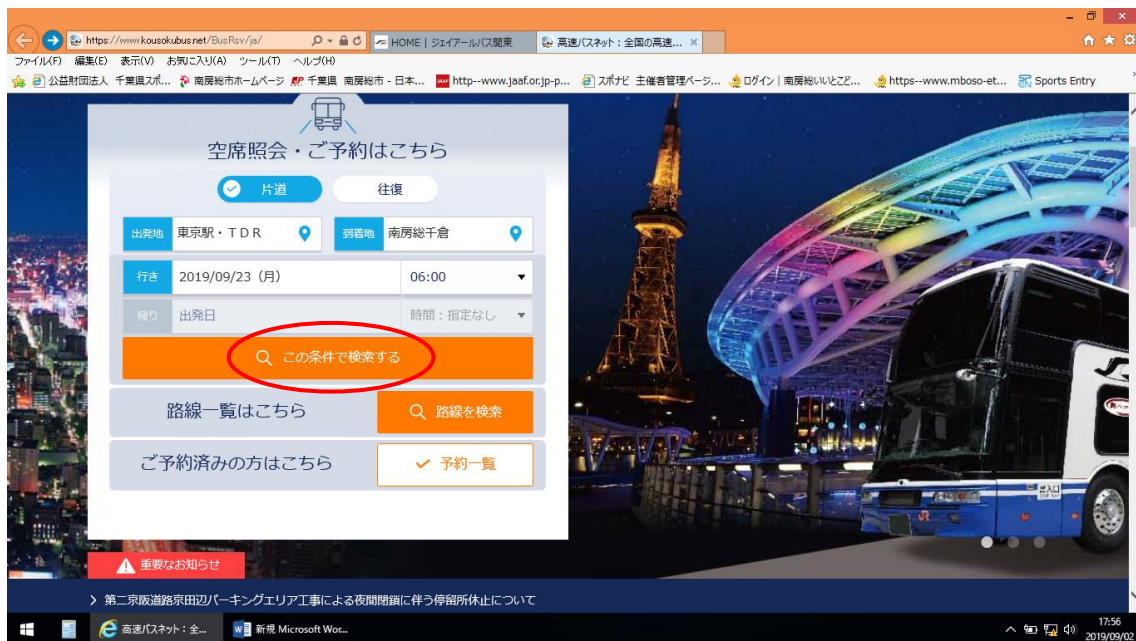 https://www.kousokubus.net/BusRsv/ja/
HOME | ジェイアールバス関東
高速バスネット : 全国の高速... ×
ファイル(F) 編集(E) 表示(V) お気に入り(A) ツール(T) ヘルプ(H)
公益財団法人 千葉県スポ... 南房総市ホームページ 千葉県 南房総市 - 日本... http--www.jaaf.or.jp-p... スポナビ 主催者管理ページ... ログイン | 南房総いいとこど... https--www.mboso-et... Sports Entry
空席照会・ご予約はこちら
片道 往復
出発地 東京駅・TDR 到着地 南房総千倉
行き 2019/09/23 (月) 06:00
帰り 出発日 時間:指定なし
この条件で検索する
路線一覧はこちら 路線を検索
ご予約済みの方はこちら 予約一覧
JR
重要なお知らせ
第二京阪道路京田辺パーキングエリア工事による夜間閉鎖に伴う停留所休止について
高速バスネット : 全... 新規 Microsoft Wor...
17:56
2019/09/02